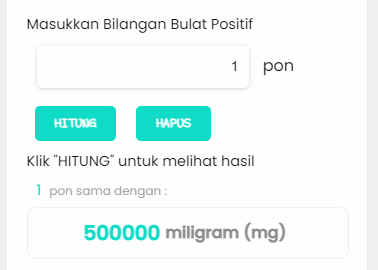 Masukkan Bilangan Bulat Positif
1 pon
HITUNG HAPUS
Klik "HITUNG" untuk melihat hasil
1 pon sama dengan :
500000 miligram (mg)